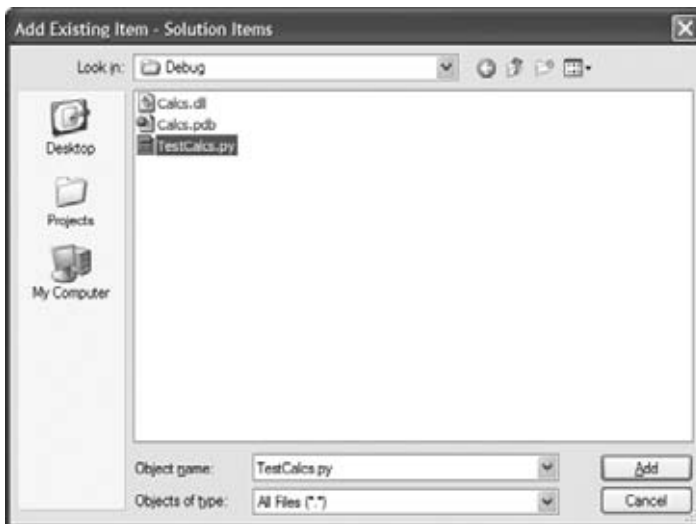 Add Existing Item - Solution Items
Look in: Debug
Calcs.dll
Calcs.pdb
TestCalcs.py
Desktop
Projects
My Computer
Object name: TestCalcs.py Add
Objects of type: All Files (*.*) Cancel